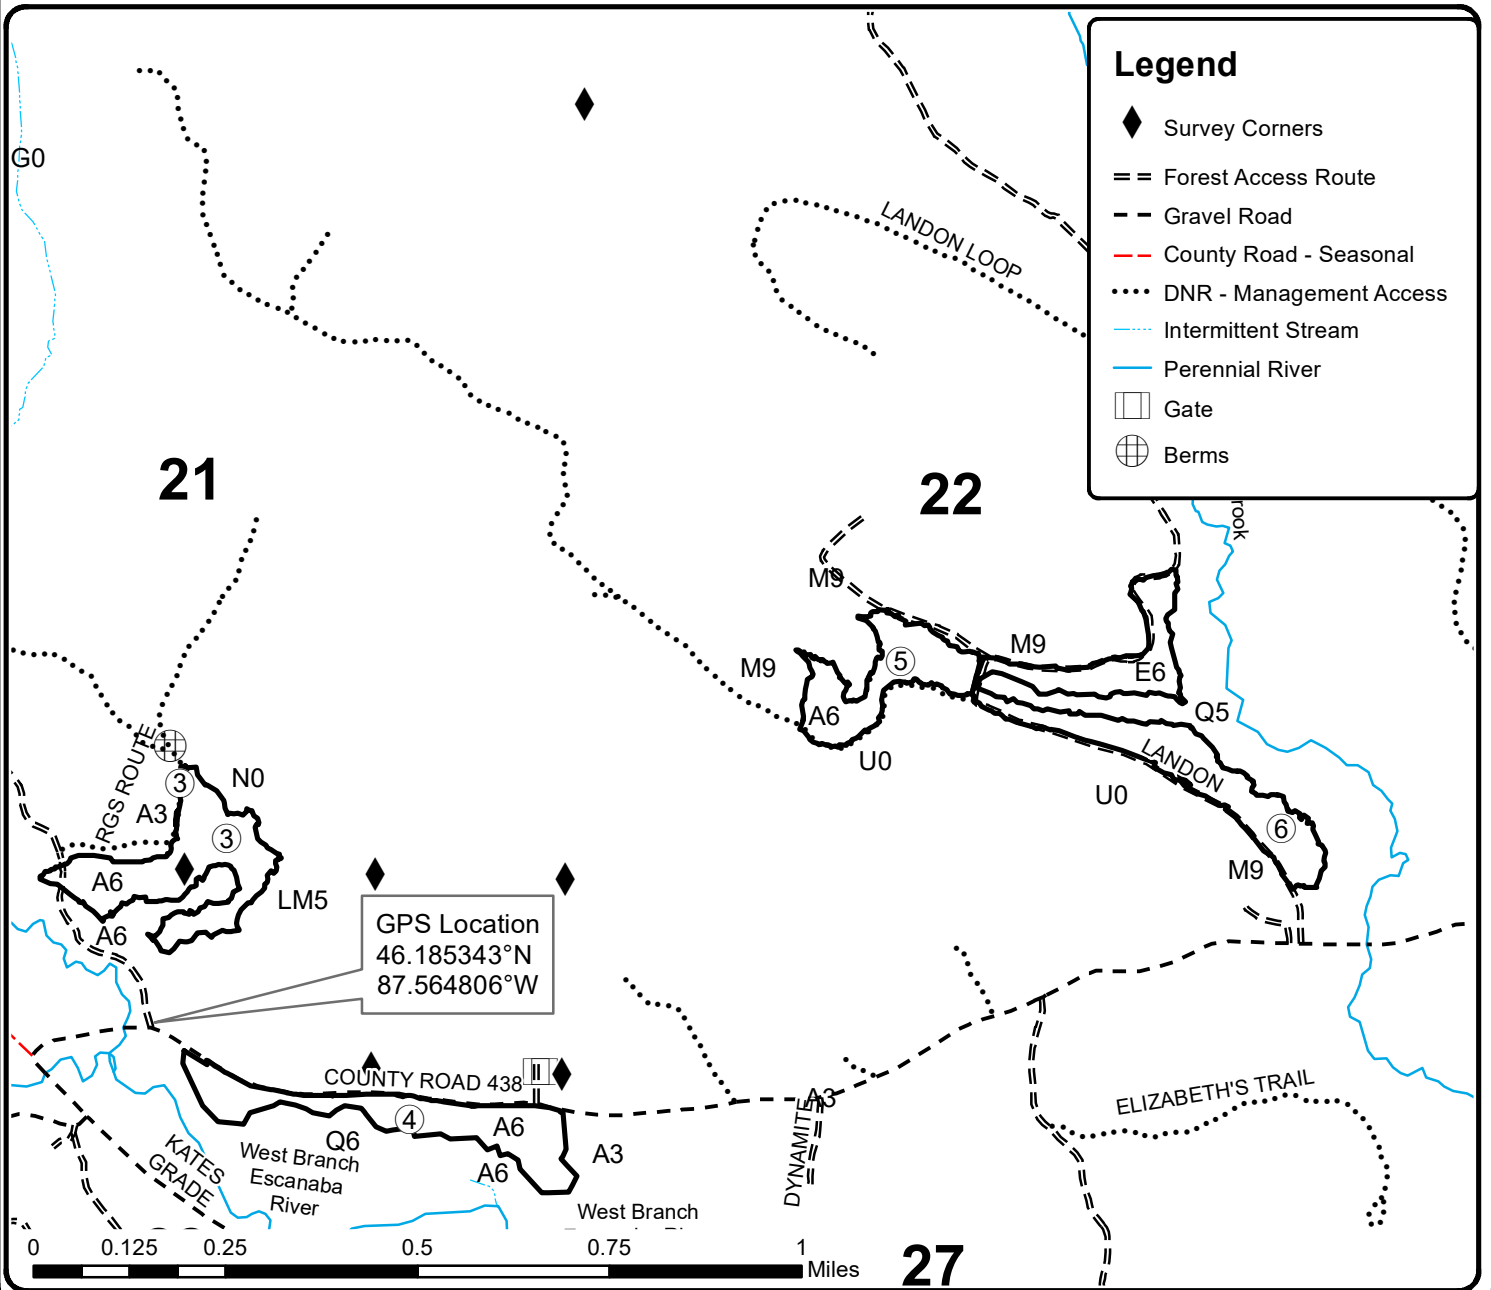 Legend
Survey Corners
Forest Access Route
Gravel Road
County Road - Seasonal
DNR - Management Access
Intermittent Stream
Perennial River
Gate
Berms
G0
LANDON LOOP
21
22
rook
M9
M9
M9
5
E6
A6
Q5
U0
LANDON
U0
6
M9
RGS ROUTE
3
N0
A3
3
A6
LM5
A6
GPS Location
46.185343°N
87.564806°W
COUNTY ROAD 438
4
A6
Q6
A3
A6
A3
DYNAMITE
ELIZABETH'S TRAIL
KATES
GRADE
West Branch
Escanaba
River
West Branch
27
0 0.125 0.25 0.5 0.75 1
Miles